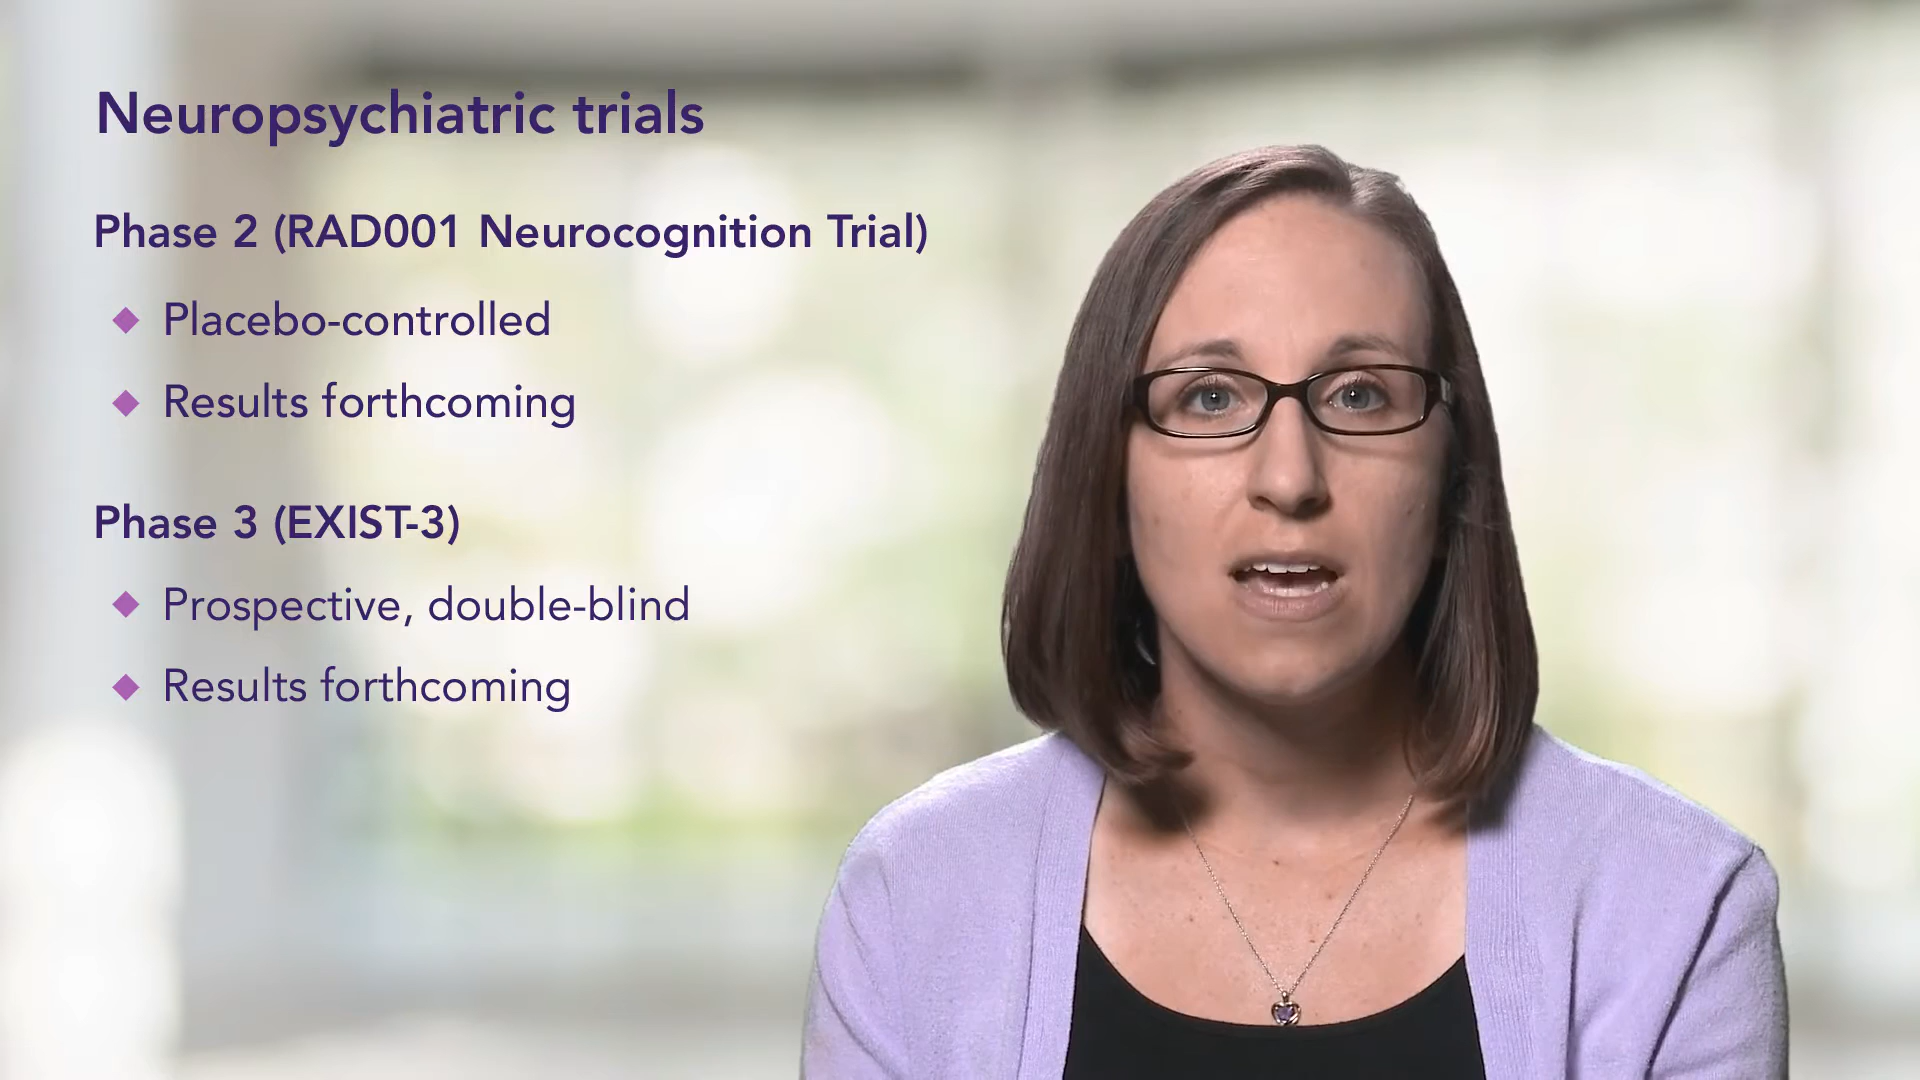 Neuropsychiatric trials
Phase 2 (RAD001 Neurocognition Trial)
Placebo-controlled
Results forthcoming
Phase 3 (EXIST-3)
Prospective, double-blind
Results forthcoming